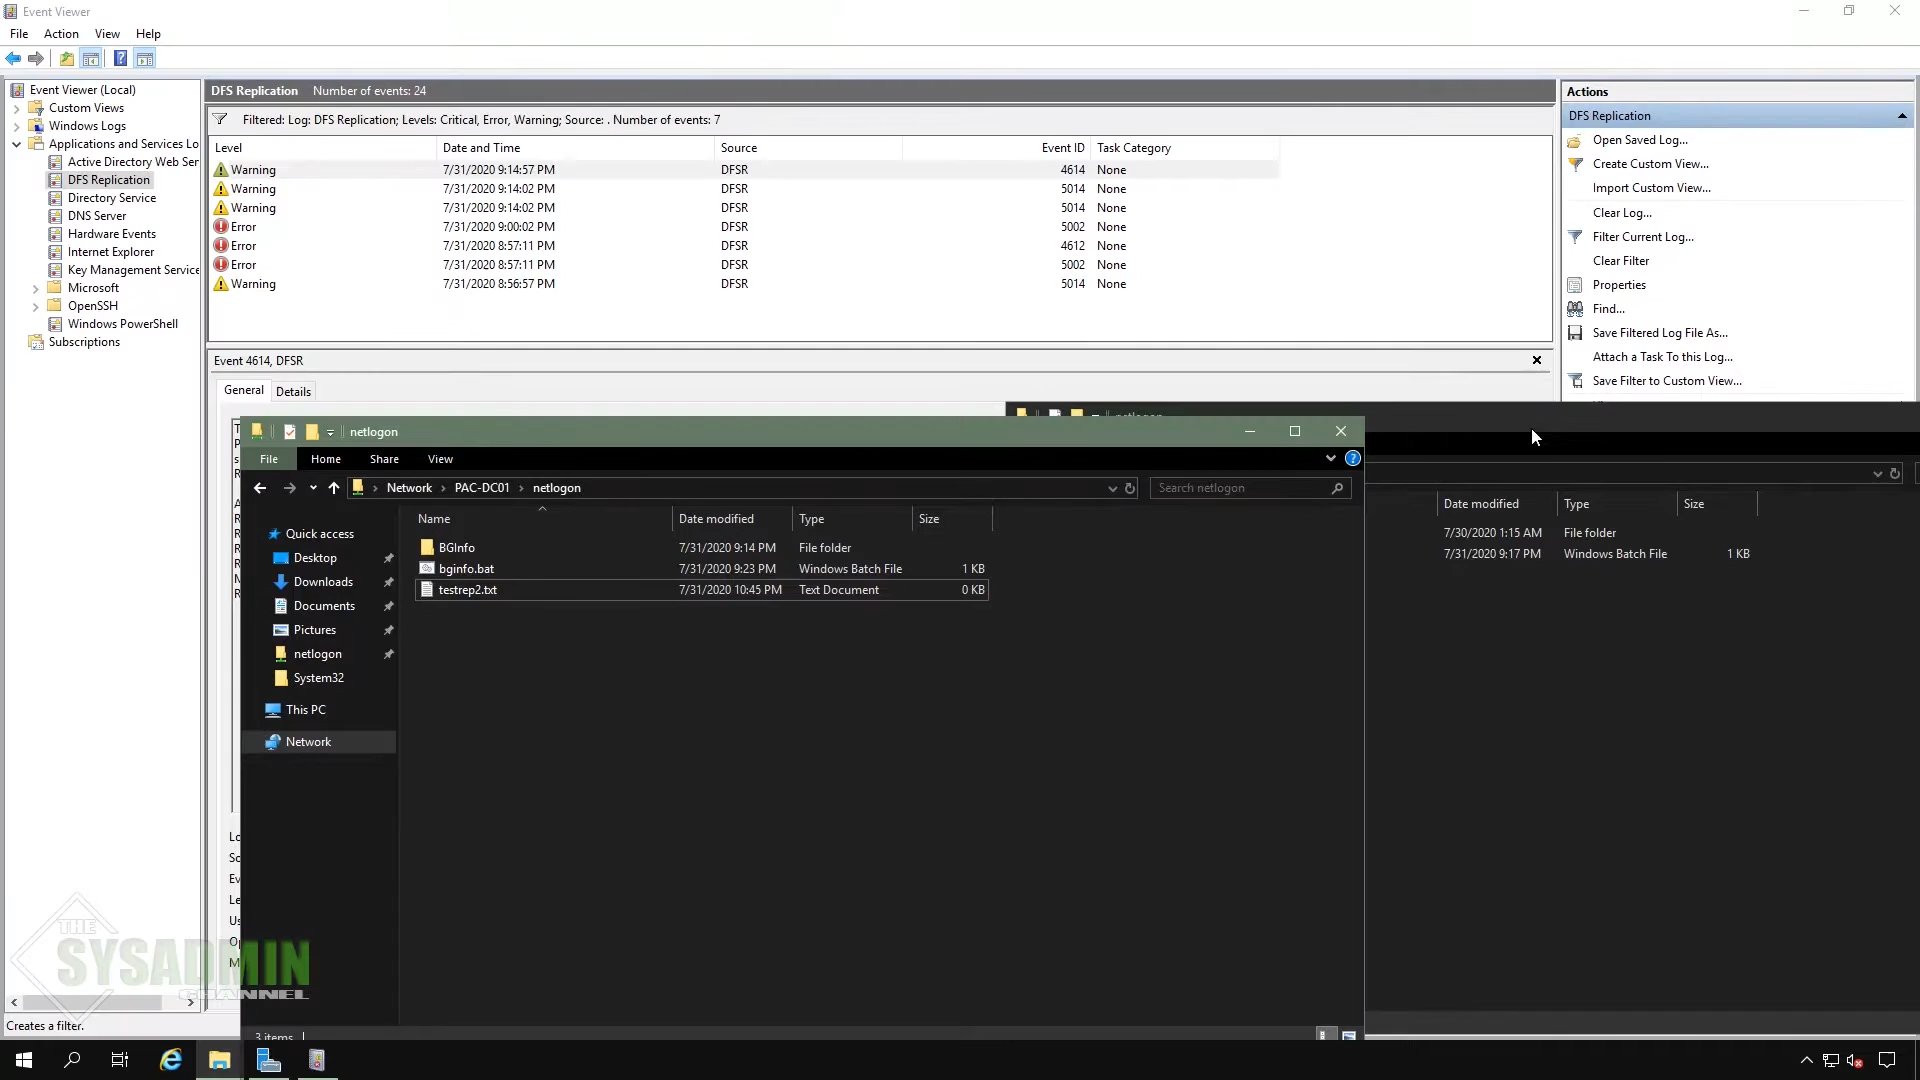 Event Viewer
File Action View Help
Event Viewer (Local)
Custom Views
Windows Logs
Applications and Services Lo
Active Directory Web Ser
DFS Replication
Directory Service
DNS Server
Hardware Events
Internet Explorer
Key Management Service
Microsoft
OpenSSH
Windows PowerShell
Subscriptions
DFS Replication Number of events: 24
Filtered: Log: DFS Replication; Levels: Critical, Error, Warning; Source: . Number of events: 7
Level Date and Time Source Event ID Task Category
Warning 7/31/2020 9:14:57 PM DFSR 4614 None
Warning 7/31/2020 9:14:02 PM DFSR 5014 None
Warning 7/31/2020 9:14:02 PM DFSR 5014 None
Error 7/31/2020 9:00:02 PM DFSR 5002 None
Error 7/31/2020 8:57:11 PM DFSR 4612 None
Error 7/31/2020 8:57:11 PM DFSR 5002 None
Warning 7/31/2020 8:56:57 PM DFSR 5014 None
Event 4614, DFSR
General Details
Actions
DFS Replication
Open Saved Log...
Create Custom View...
Import Custom View...
Clear Log...
Filter Current Log...
Clear Filter
Properties
Find...
Save Filtered Log File As...
Attach a Task To this Log...
Save Filter to Custom View...
netlogon
File Home Share View
Network PAC-DC01 netlogon
Search netlogon
Quick access
Desktop
Downloads
Documents
Pictures
netlogon
System32
This PC
Network
Name Date modified Type Size
BGInfo 7/31/2020 9:14 PM File folder
bginfo.bat 7/31/2020 9:23 PM Windows Batch File 1 KB
testrep2.txt 7/31/2020 10:45 PM Text Document 0 KB
3 items
Date modified Type Size
7/30/2020 1:15 AM File folder
7/31/2020 9:17 PM Windows Batch File 1 KB
Lo
So
Ev
Le
Us
Op
M
THE
SYSADMIN
CHANNEL
Creates a filter.